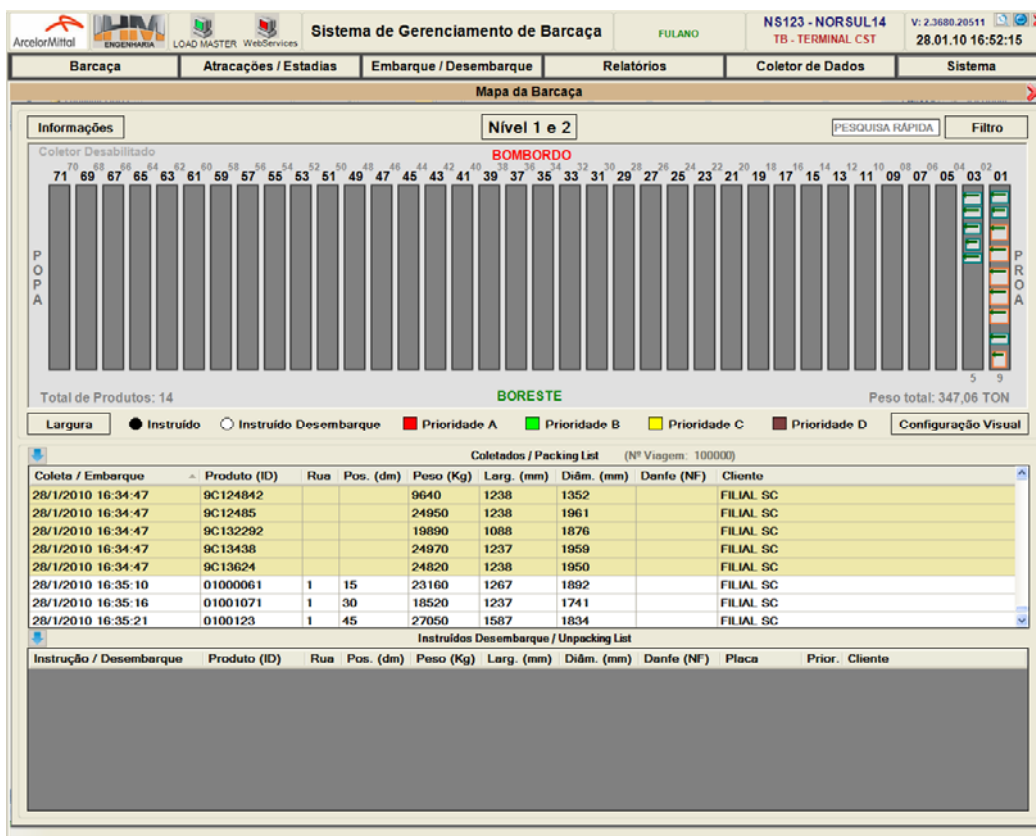 ArcelorMittal
IHM
ENGENHARIA
LOAD MASTER WebServices
Sistema de Gerenciamento de Barcaça
FULANO
NS123 - NORSUL14
TB - TERMINAL CST
V: 2.3680.20511
28.01.10 16:52:15
Barcaça Atracações / Estadias Embarque / Desembarque Relatórios Coletor de Dados Sistema
Mapa da Barcaça
Informações Nível 1 e 2 PESQUISA RÁPIDA Filtro
Coletor Desabilitado BOMBORDO
70 68 66 64 62 60 58 56 54 52 50 48 46 44 42 40 38 36 34 32 30 28 26 24 22 20 18 16 14 12 10 08 06 04 02
71 69 67 65 63 61 59 57 55 53 51 49 47 45 43 41 39 37 35 33 31 29 27 25 23 21 19 17 15 13 11 09 07 05 03 01
POPA
PROA
5 9
Total de Produtos: 14 BORESTE Peso total: 347,06 TON
Largura Instruído Instruído Desembarque Prioridade A Prioridade B Prioridade C Prioridade D Configuração Visual
Coletados / Packing List (Nº Viagem: 100000)
Coleta / Embarque Produto (ID) Rua Pos. (dm) Peso (Kg) Larg. (mm) Diâm. (mm) Danfe (NF) Cliente
28/1/2010 16:34:47 9C124842 9640 1238 1352 FILIAL SC
28/1/2010 16:34:47 9C12485 24950 1238 1961 FILIAL SC
28/1/2010 16:34:47 9C132292 19890 1088 1876 FILIAL SC
28/1/2010 16:34:47 9C13438 24970 1237 1959 FILIAL SC
28/1/2010 16:34:47 9C13624 24820 1238 1950 FILIAL SC
28/1/2010 16:35:10 01000061 1 15 23160 1267 1892 FILIAL SC
28/1/2010 16:35:16 01001071 1 30 18520 1237 1741 FILIAL SC
28/1/2010 16:35:21 0100123 1 45 27050 1587 1834 FILIAL SC
Instruídos Desembarque / Unpacking List
Instrução / Desembarque Produto (ID) Rua Pos. (dm) Peso (Kg) Larg. (mm) Diâm. (mm) Danfe (NF) Placa Prior. Cliente